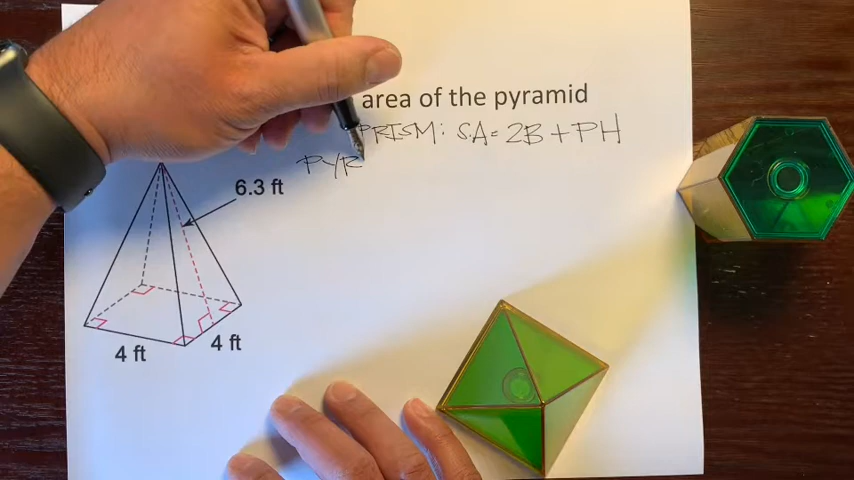 area of the pyramid
PRISM: S.A = 2B + PH
PYR
6.3 ft
4 ft
4 ft